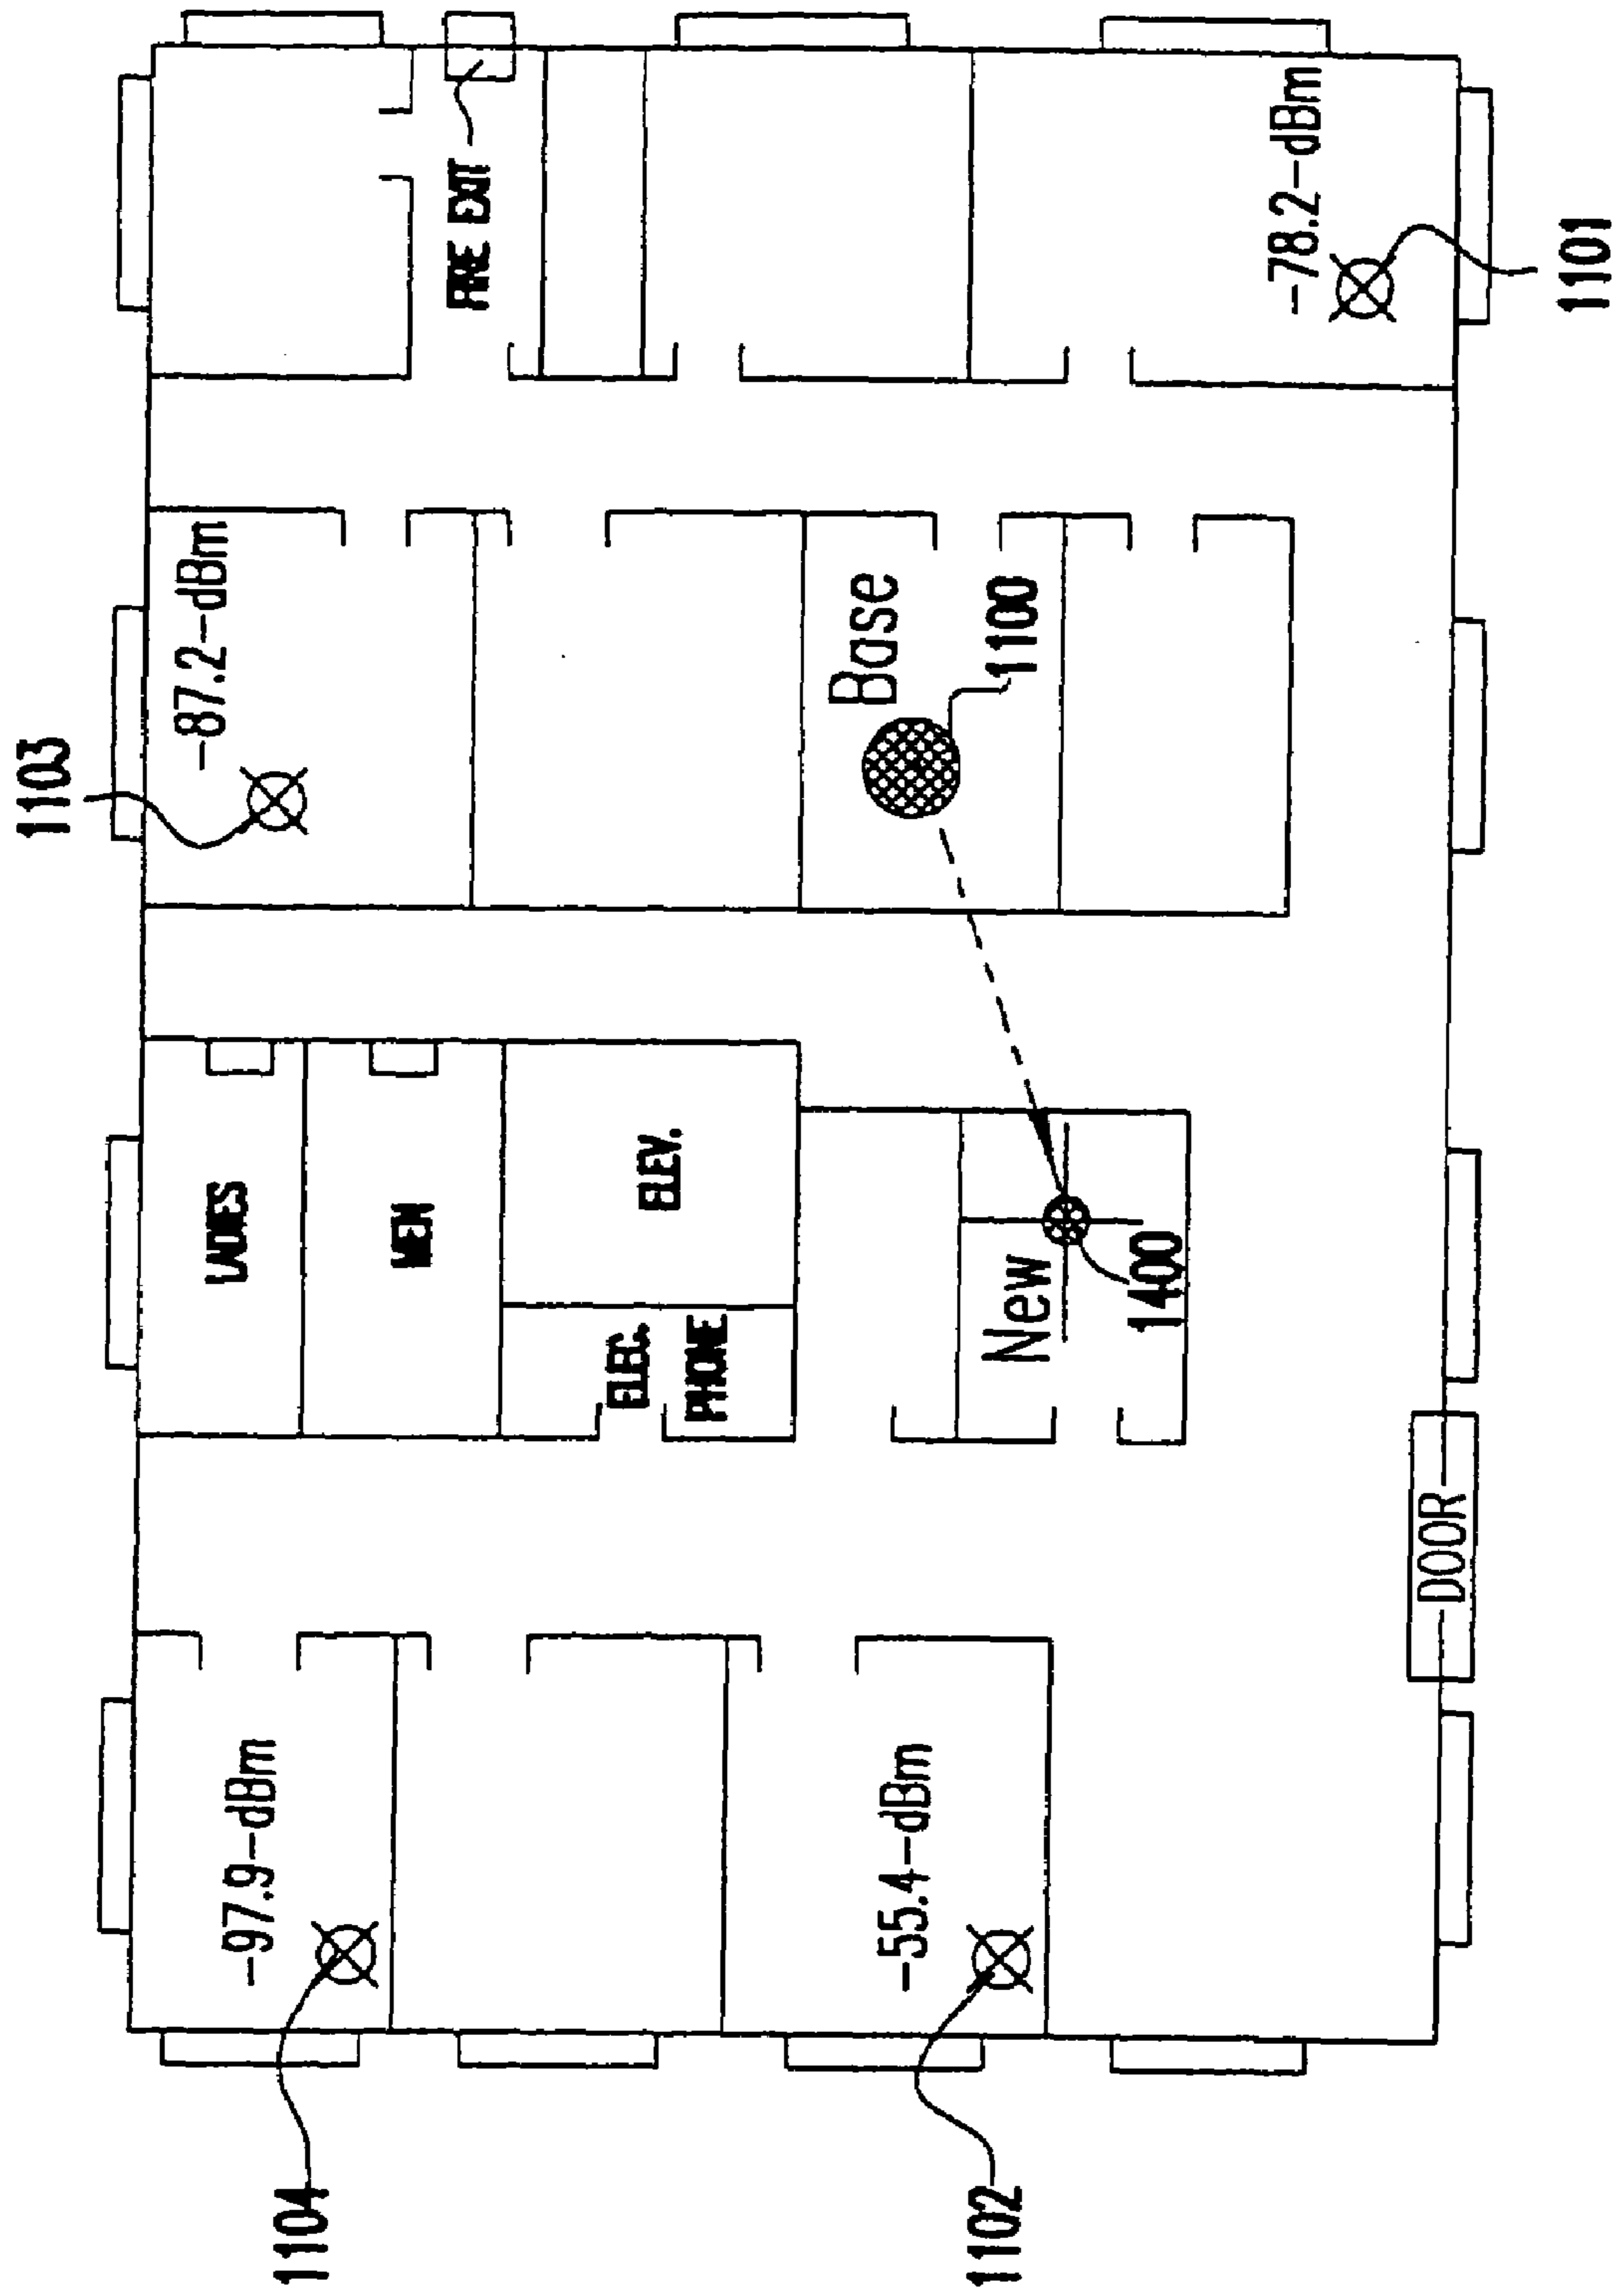 1103
-87.2-dBm
LADIES
-97.9-dBm
1104
MEN
FIRE EXIT
ELEC.
ELEV.
PHONE
Base
-55.4-dBm
1102
1100
New
1400
-78.2-dBm
DOOR
1101